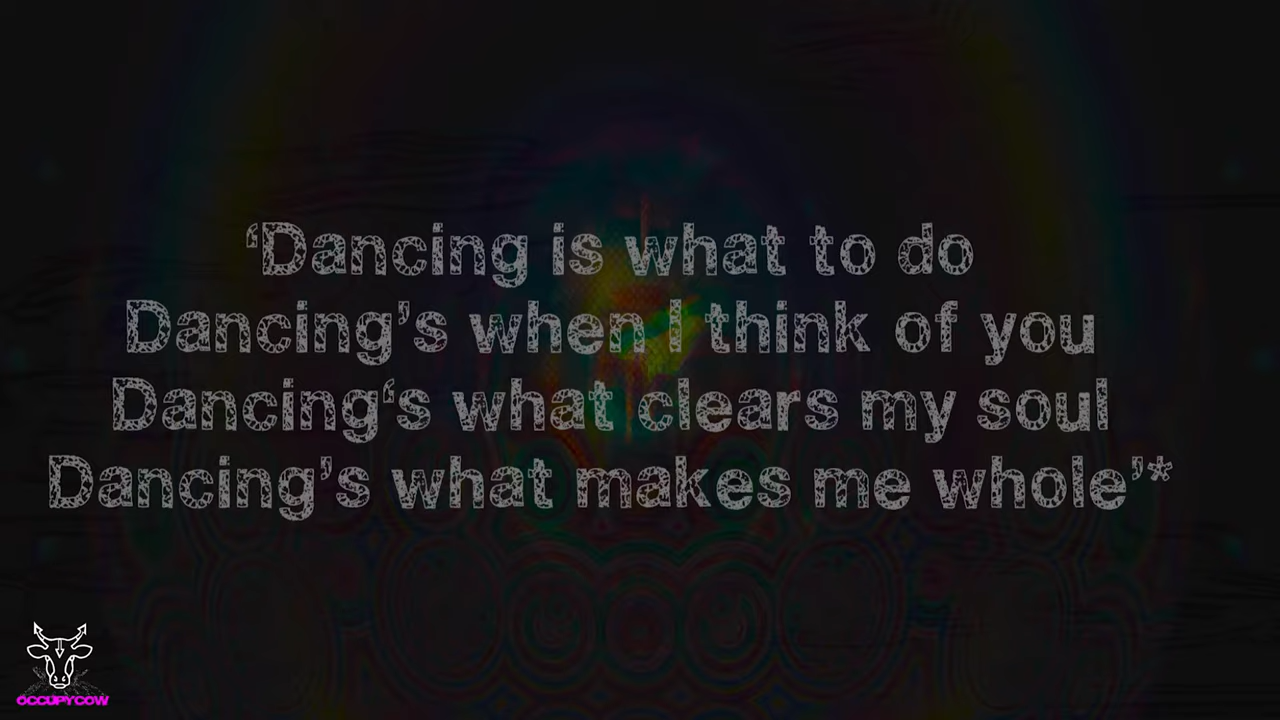 ‘Dancing is what to do
Dancing’s when I think of you
Dancing‘s what clears my soul
Dancing’s what makes me whole’*
OCCUPYCOW